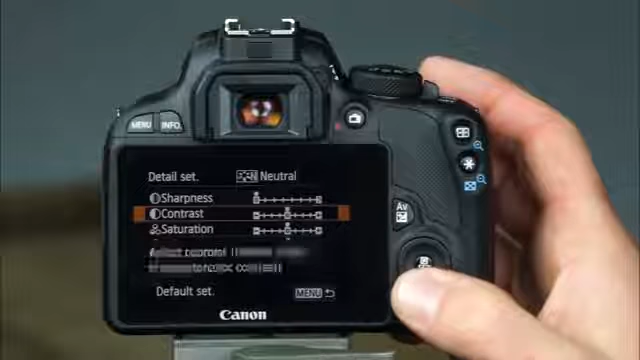 MENU INFO.
Detail set. Neutral
Sharpness
Contrast
Saturation
Av
Default set. MENU
Canon